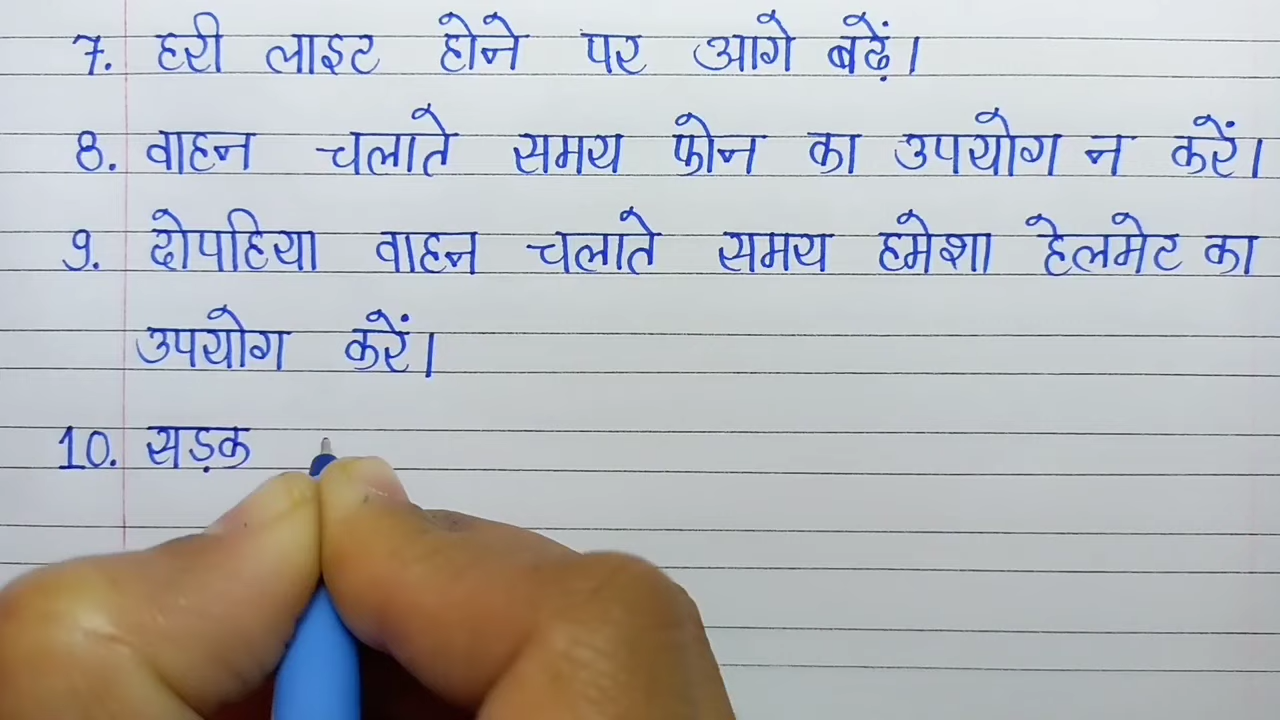 7. हरी लाइट होने पर आगे बढ़ें।
8. वाहन चलाते समय फोन का उपयोग न करें।
9. दोपहिया वाहन चलाते समय हमेशा हेलमेट का
उपयोग करें।
10. सड़क